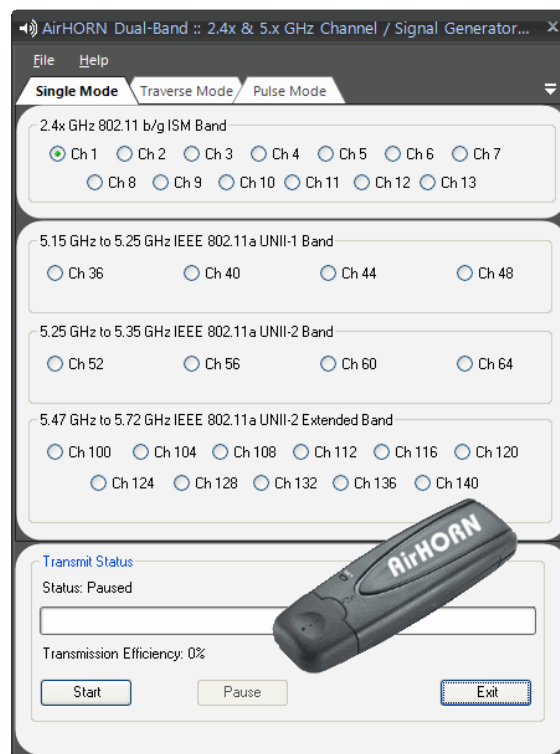 AirHORN Dual-Band :: 2.4x & 5.x GHz Channel / Signal Generator...
File Help
Single Mode Traverse Mode Pulse Mode
2.4x GHz 802.11 b/g ISM Band
Ch 1 Ch 2 Ch 3 Ch 4 Ch 5 Ch 6 Ch 7
Ch 8 Ch 9 Ch 10 Ch 11 Ch 12 Ch 13
5.15 GHz to 5.25 GHz IEEE 802.11a UNII-1 Band
Ch 36 Ch 40 Ch 44 Ch 48
5.25 GHz to 5.35 GHz IEEE 802.11a UNII-2 Band
Ch 52 Ch 56 Ch 60 Ch 64
5.47 GHz to 5.72 GHz IEEE 802.11a UNII-2 Extended Band
Ch 100 Ch 104 Ch 108 Ch 112 Ch 116 Ch 120
Ch 124 Ch 128 Ch 132 Ch 136 Ch 140
AirHORN
Transmit Status
Status: Paused
Transmission Efficiency: 0%
Start Pause Exit